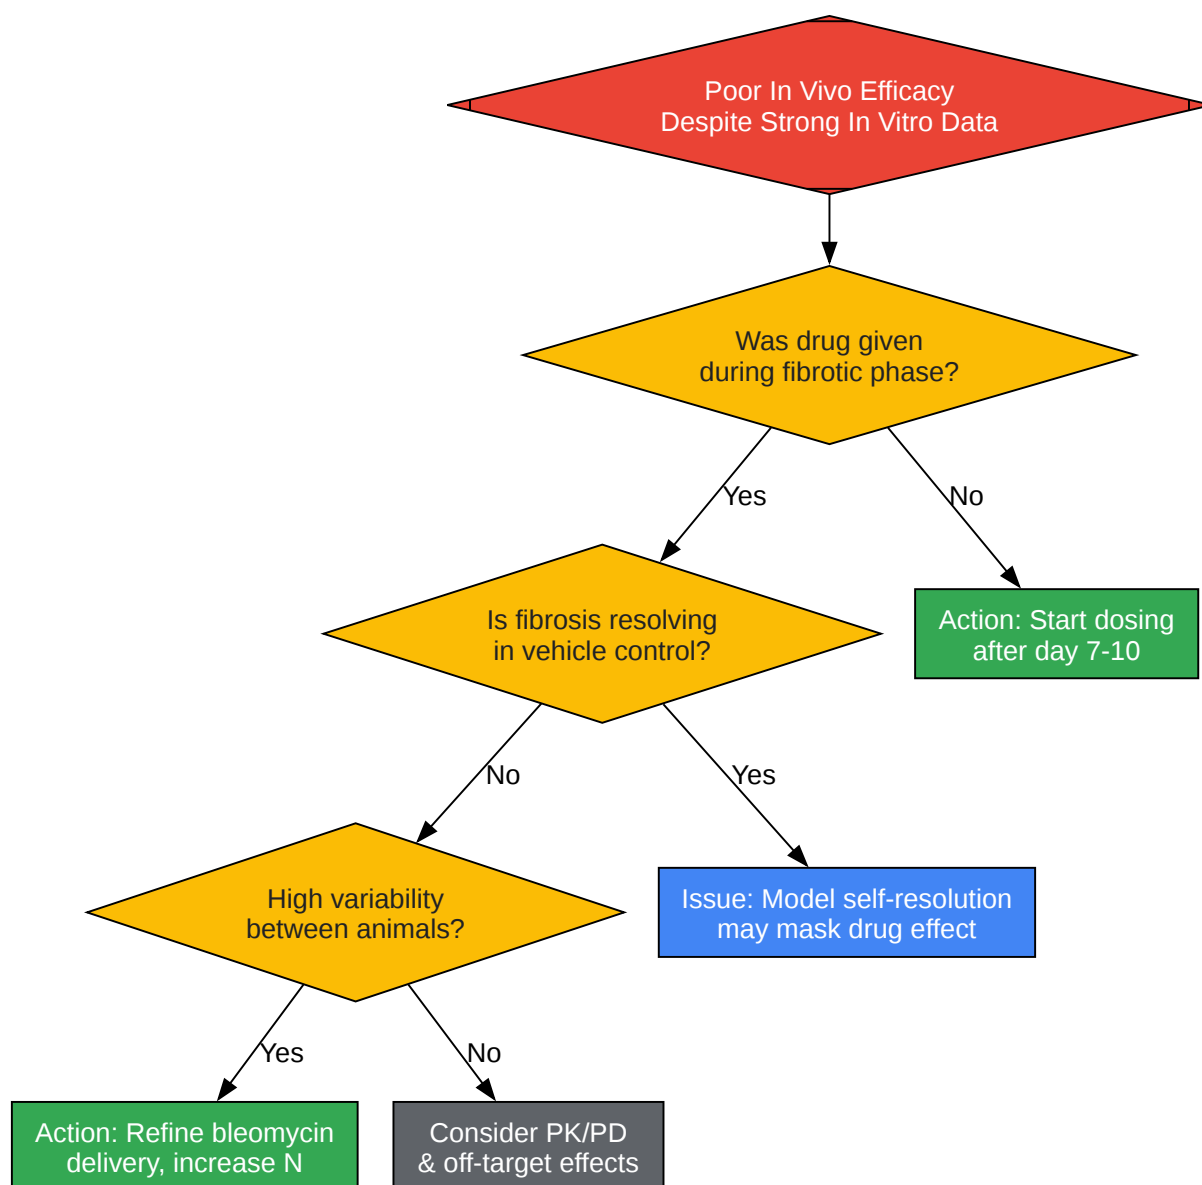 Poor In Vivo Efficacy
Despite Strong In Vitro Data
Was drug given
during fibrotic phase?
Yes
No
Is fibrosis resolving
in vehicle control?
Action: Start dosing
after day 7-10
No
Yes
High variability
between animals?
Issue: Model self-resolution
may mask drug effect
Yes
No
Action: Refine bleomycin
delivery, increase N
Consider PK/PD
& off-target effects